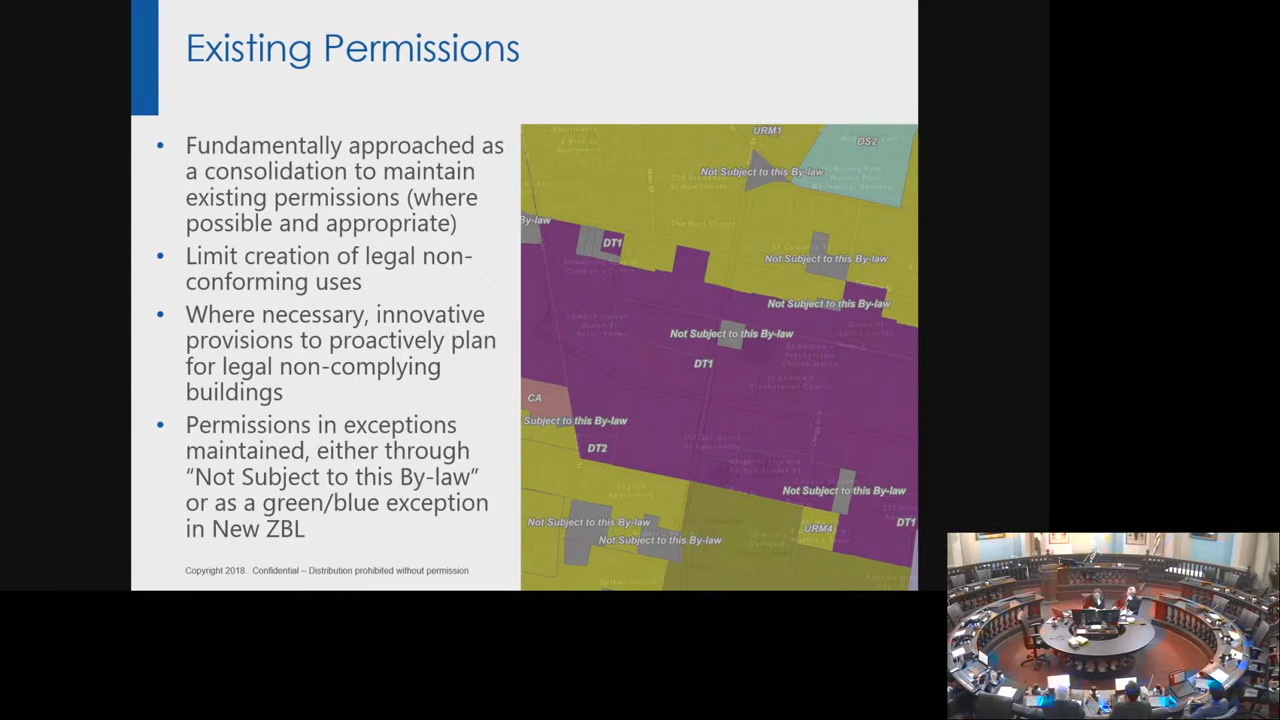 Existing Permissions
• Fundamentally approached as
a consolidation to maintain
existing permissions (where
possible and appropriate)
• Limit creation of legal non-
conforming uses
• Where necessary, innovative
provisions to proactively plan
for legal non-complying
buildings
• Permissions in exceptions
maintained, either through
“Not Subject to this By-law”
or as a green/blue exception
in New ZBL
Copyright 2018. Confidential – Distribution prohibited without permission
URM1
OS2
Not Subject to this By-law
By-law
DT1
Not Subject to this By-law
Not Subject to this By-law
Not Subject to this By-law
DT1
CA
Subject to this By-law
DT2
Not Subject to this By-law
DT1
Not Subject to this By-law
URM4
Not Subject to this By-law